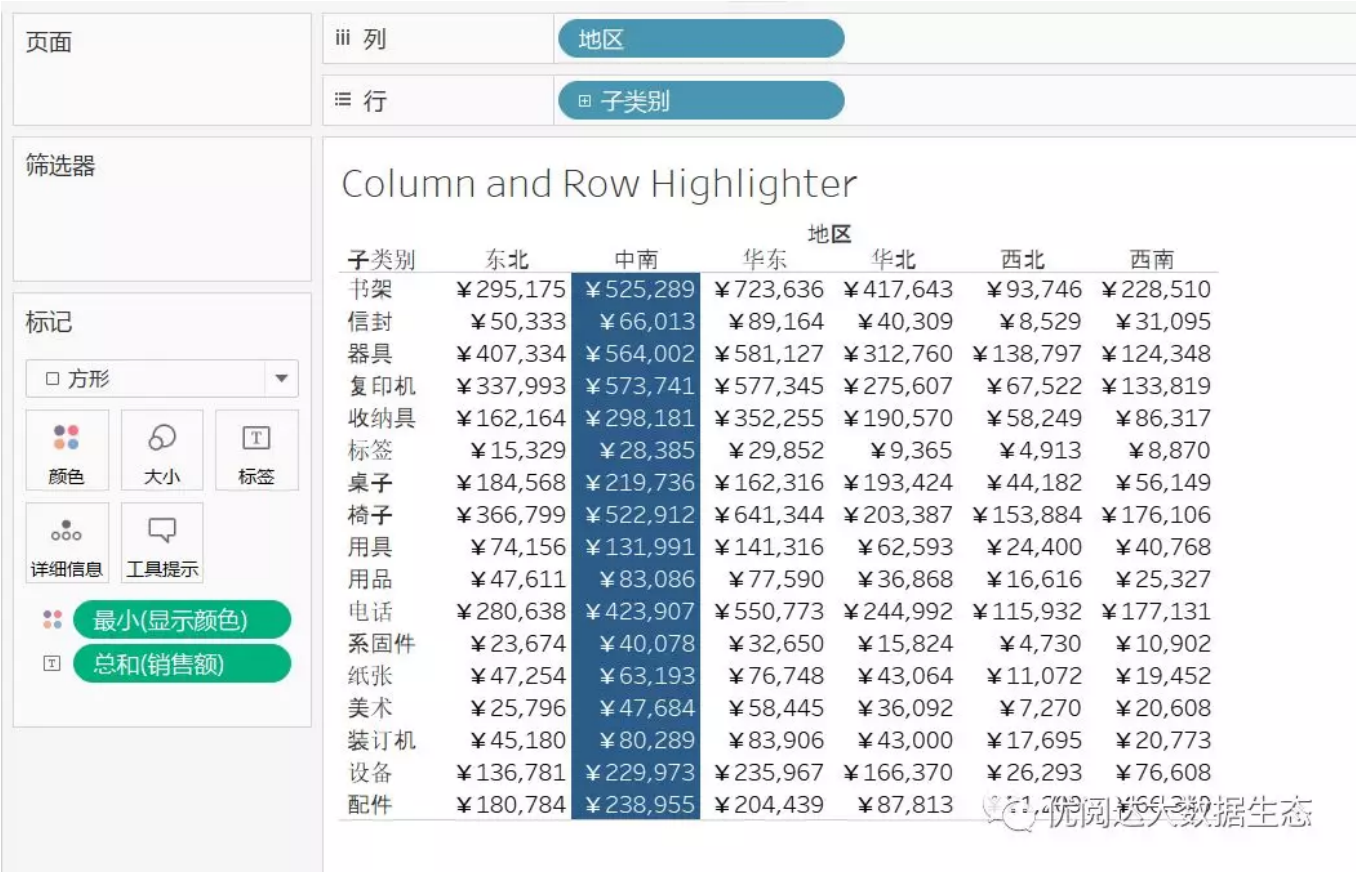 页面
iii 列
地区
行
子类别
筛选器
标记
方形
颜色
大小
T
标签
详细信息
工具提示
最小(显示颜色)
T
总和(销售额)
Column and Row Highlighter
地区
子类别 东北 中南 华东 华北 西北 西南
书架 ¥295,175 ¥525,289 ¥723,636 ¥417,643 ¥93,746 ¥228,510
信封 ¥50,333 ¥66,013 ¥89,164 ¥40,309 ¥8,529 ¥31,095
器具 ¥407,334 ¥564,002 ¥581,127 ¥312,760 ¥138,797 ¥124,348
复印机 ¥337,993 ¥573,741 ¥577,345 ¥275,607 ¥67,522 ¥133,819
收纳具 ¥162,164 ¥298,181 ¥352,255 ¥190,570 ¥58,249 ¥86,317
标签 ¥15,329 ¥28,385 ¥29,852 ¥9,365 ¥4,913 ¥8,870
桌子 ¥184,568 ¥219,736 ¥162,316 ¥193,424 ¥44,182 ¥56,149
椅子 ¥366,799 ¥522,912 ¥641,344 ¥203,387 ¥153,884 ¥176,106
用具 ¥74,156 ¥131,991 ¥141,316 ¥62,593 ¥24,400 ¥40,768
用品 ¥47,611 ¥83,086 ¥77,590 ¥36,868 ¥16,616 ¥25,327
电话 ¥280,638 ¥423,907 ¥550,773 ¥244,992 ¥115,932 ¥177,131
系固件 ¥23,674 ¥40,078 ¥32,650 ¥15,824 ¥4,730 ¥10,902
纸张 ¥47,254 ¥63,193 ¥76,748 ¥43,064 ¥11,072 ¥19,452
美术 ¥25,796 ¥47,684 ¥58,445 ¥36,092 ¥7,270 ¥20,608
装订机 ¥45,180 ¥80,289 ¥83,906 ¥43,000 ¥17,695 ¥20,773
设备 ¥136,781 ¥229,973 ¥235,967 ¥166,370 ¥26,293 ¥76,608
配件 ¥180,784 ¥238,955 ¥204,439 ¥87,813
优阅达大数据生态